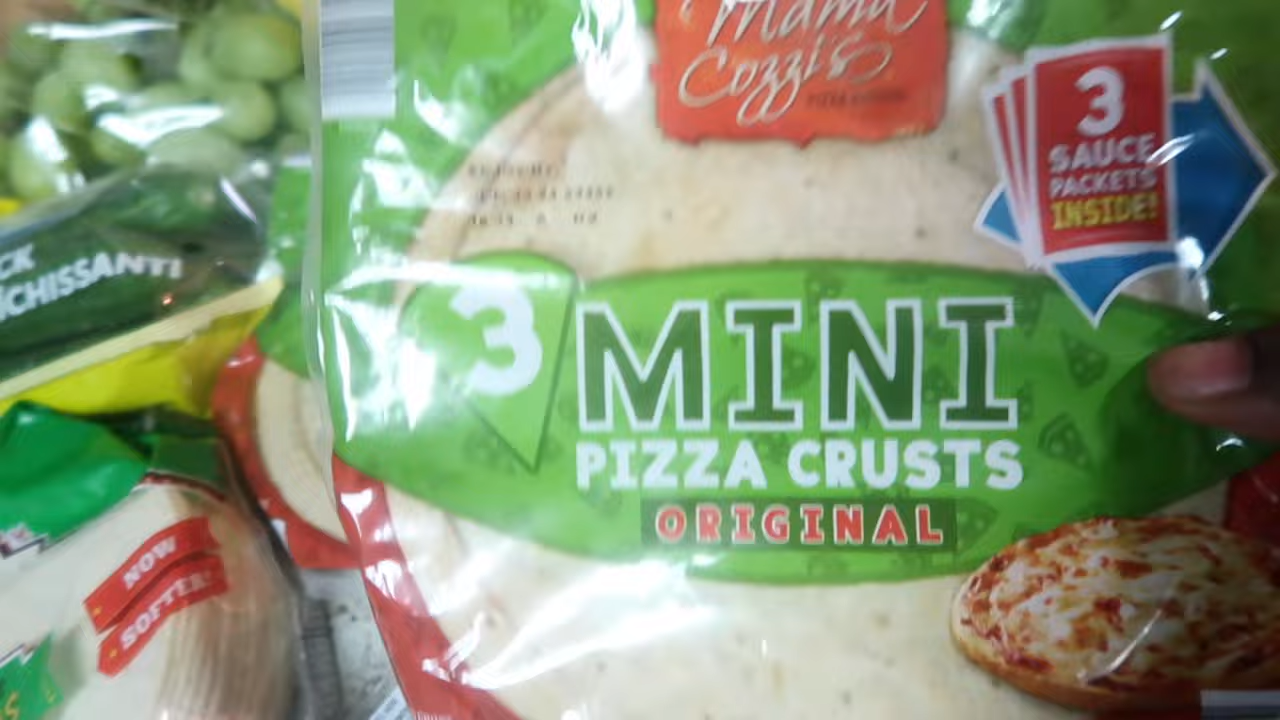 Mama
Cozzi's
3
SAUCE
PACKETS
INSIDE!
3 MINI
PIZZA CRUSTS
ORIGINAL
NOW
SOFTER!